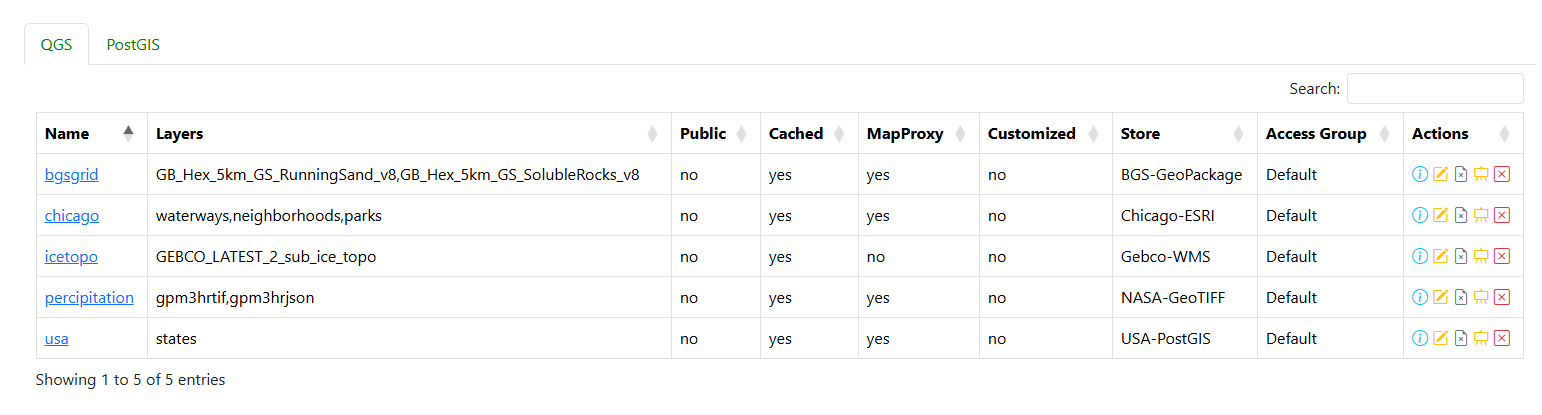 QGS PostGIS
Search:
Name Layers Public Cached MapProxy Customized Store Access Group Actions
bgsgrid GB_Hex_5km_GS_RunningSand_v8,GB_Hex_5km_GS_SolubleRocks_v8 no yes yes no BGS-GeoPackage Default
chicago waterways,neighborhoods,parks no yes yes no Chicago-ESRI Default
icetopo GEBCO_LATEST_2_sub_ice_topo no yes no no Gebco-WMS Default
percipitation gpm3hrtif,gpm3hrjson no yes yes no NASA-GeoTIFF Default
usa states no yes yes no USA-PostGIS Default
Showing 1 to 5 of 5 entries